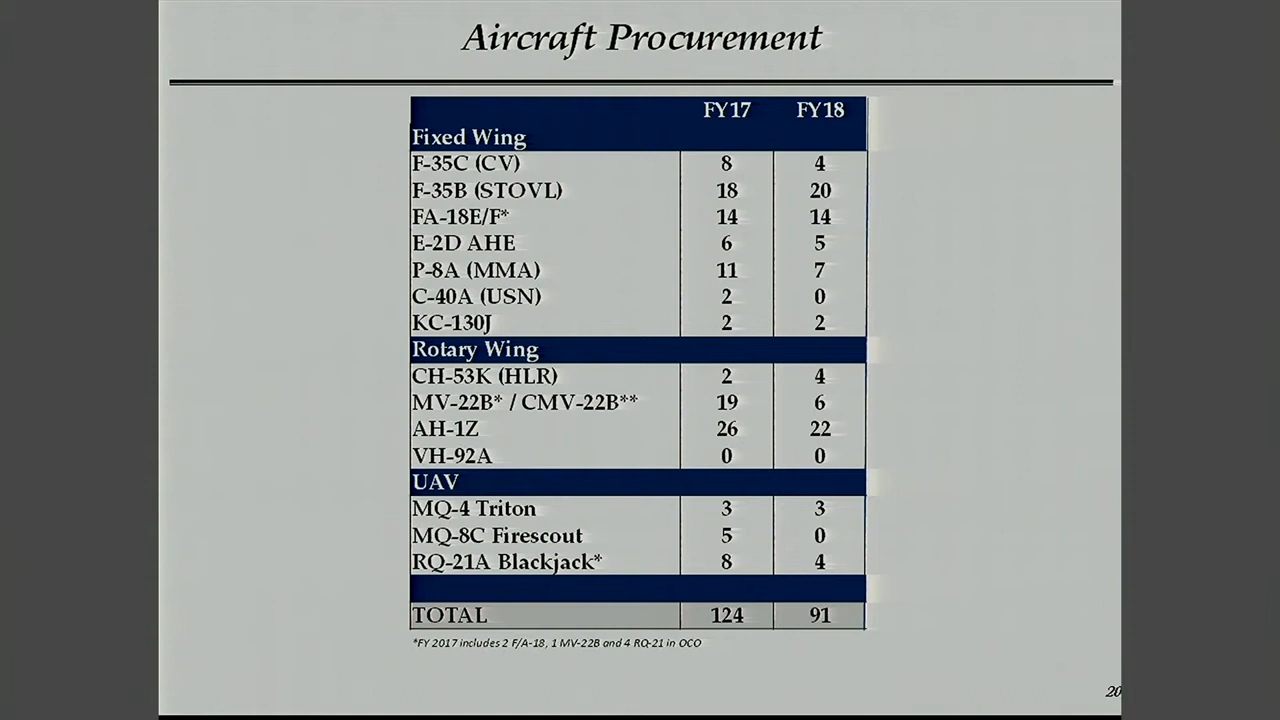 Aircraft Procurement
FY17 FY18
Fixed Wing
F-35C (CV) 8 4
F-35B (STOVL) 18 20
FA-18E/F* 14 14
E-2D AHE 6 5
P-8A (MMA) 11 7
C-40A (USN) 2 0
KC-130J 2 2
Rotary Wing
CH-53K (HLR) 2 4
MV-22B* / CMV-22B** 19 6
AH-1Z 26 22
VH-92A 0 0
UAV
MQ-4 Triton 3 3
MQ-8C Firescout 5 0
RQ-21A Blackjack* 8 4
TOTAL 124 91
*FY 2017 includes 2 F/A-18, 1 MV-22B and 4 RQ-21 in OCO
20